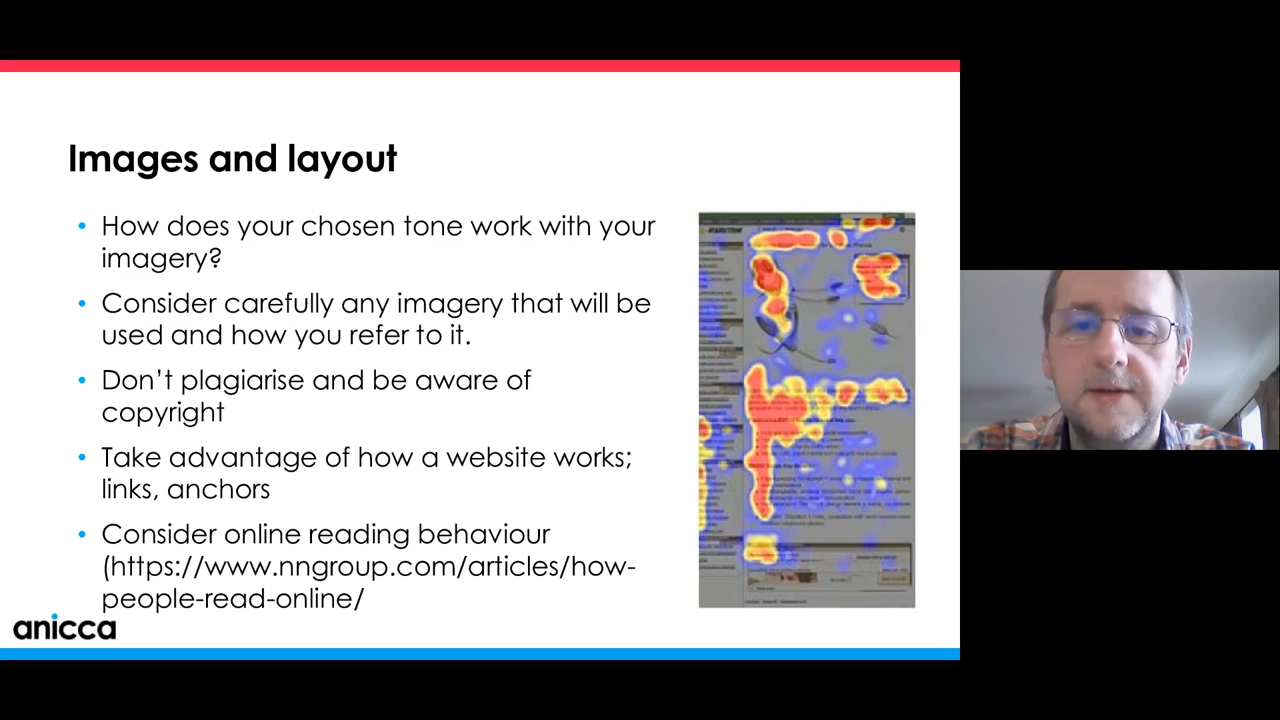 Images and layout
• How does your chosen tone work with your
imagery?
• Consider carefully any imagery that will be
used and how you refer to it.
• Don’t plagiarise and be aware of
copyright
• Take advantage of how a website works;
links, anchors
• Consider online reading behaviour
(https://www.nngroup.com/articles/how-
people-read-online/
anicca